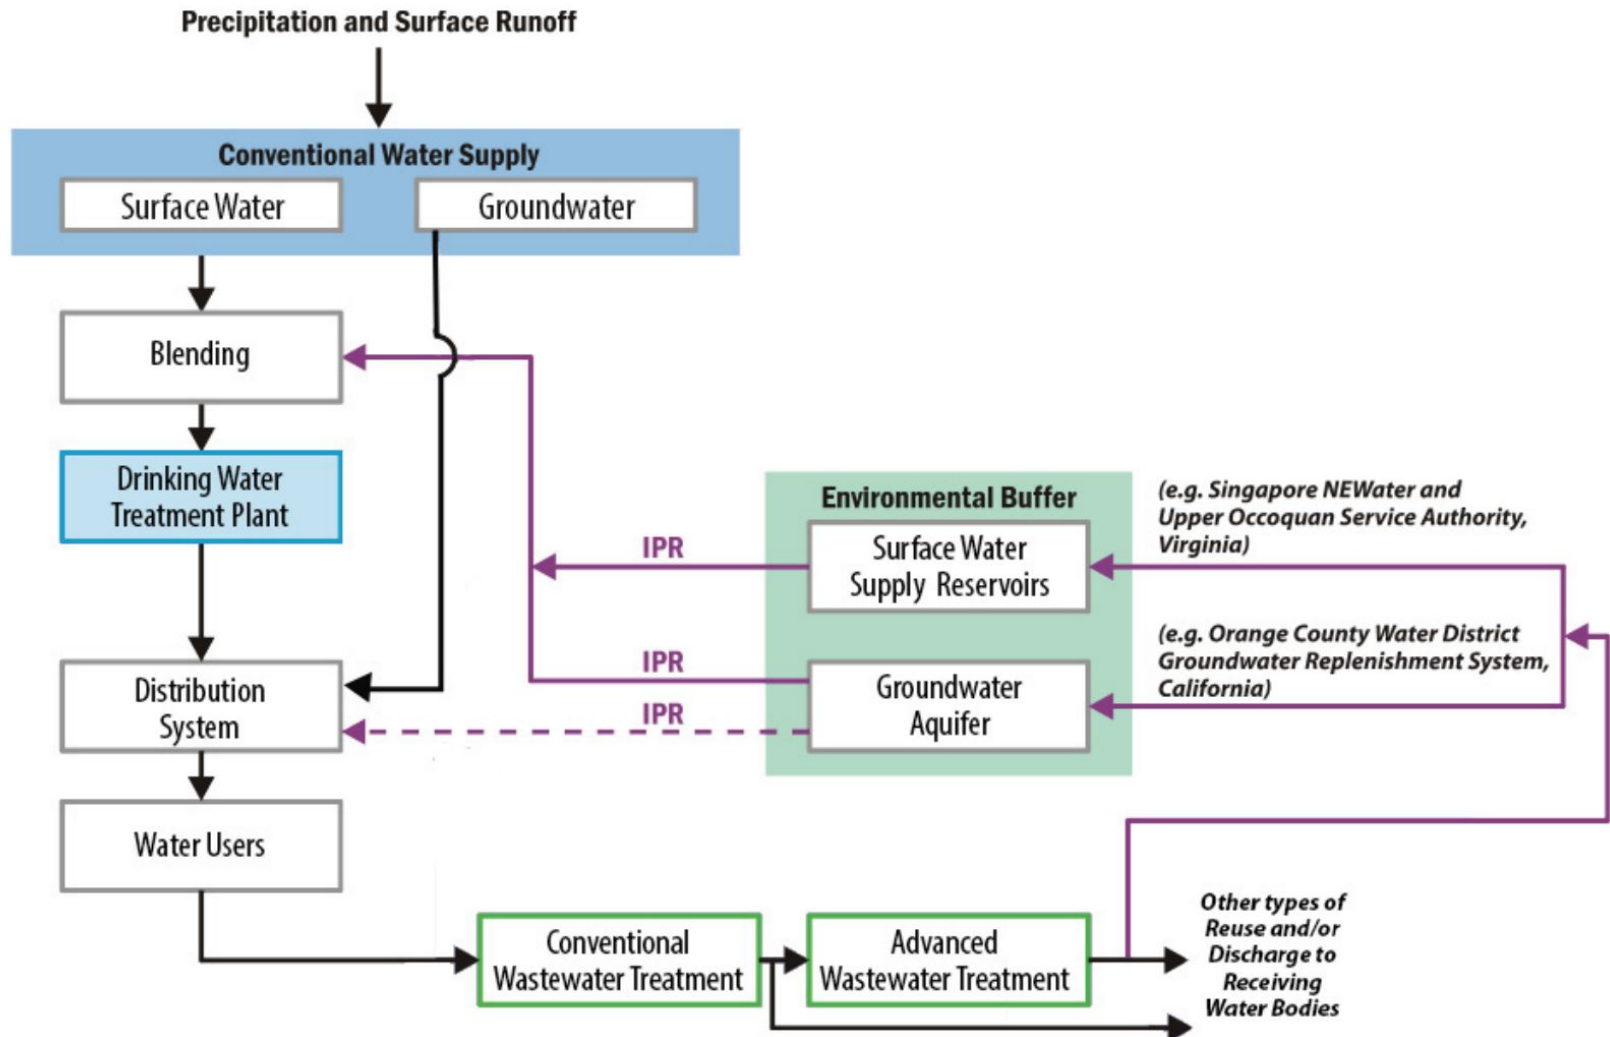 Precipitation and Surface Runoff
Conventional Water Supply
Surface Water
Groundwater
Blending
Drinking Water
Treatment Plant
Distribution
System
Water Users
IPR
IPR
IPR
Environmental Buffer
Surface Water
Supply Reservoirs
Groundwater
Aquifer
(e.g. Singapore NEWater and
Upper Occoquan Service Authority,
Virginia)
(e.g. Orange County Water District
Groundwater Replenishment System,
California)
Conventional
Wastewater Treatment
Advanced
Wastewater Treatment
Other types of
Reuse and/or
Discharge to
Receiving
Water Bodies